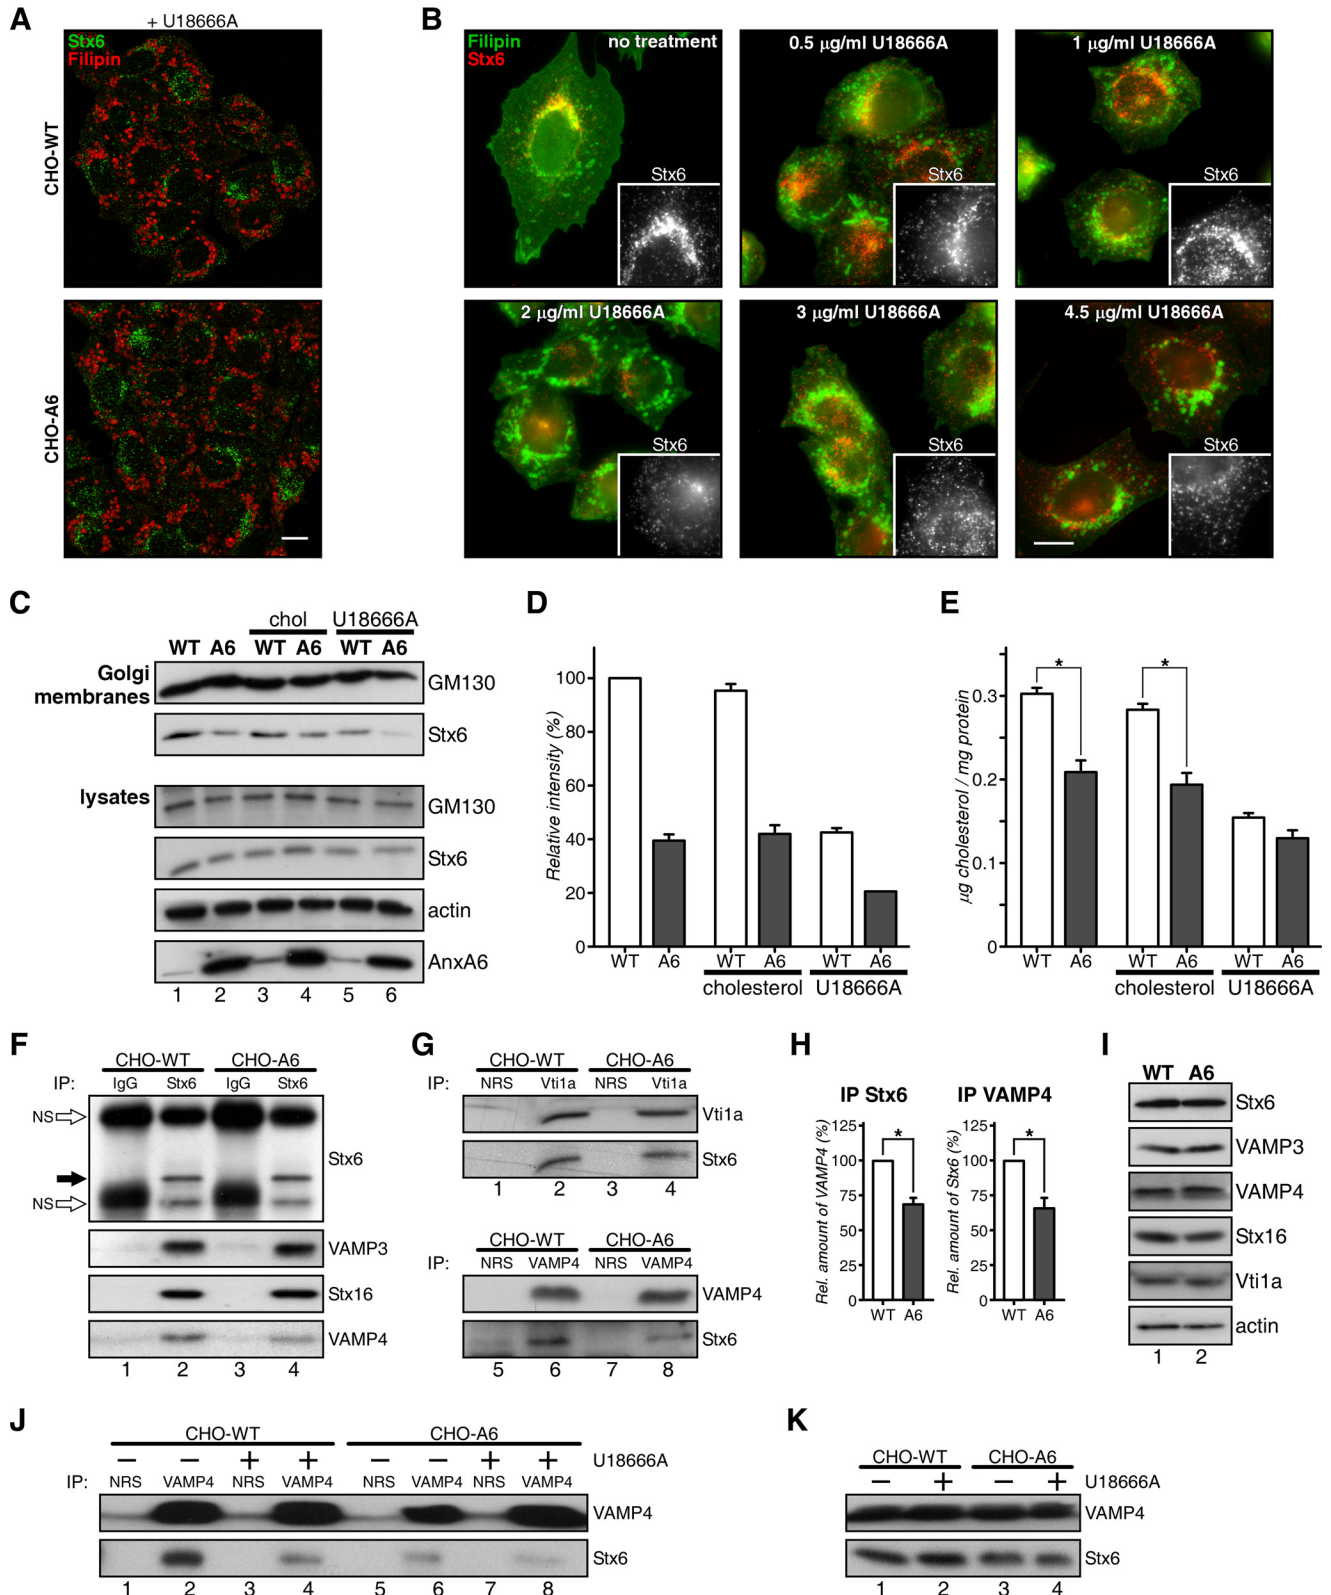 A
+ U18666A
Stx6
Filipin
CHO-WT
CHO-A6
B
Filipin
Stx6
no treatment
Stx6
0.5 μg/ml U18666A
Stx6
1 μg/ml U18666A
Stx6
2 μg/ml U18666A
Stx6
3 μg/ml U18666A
Stx6
4.5 μg/ml U18666A
Stx6
C
chol U18666A
WT A6 WT A6 WT A6
Golgi
membranes
GM130
Stx6
lysates
GM130
Stx6
actin
AnxA6
1 2 3 4 5 6
D
Relative intensity (%)
100
80
60
40
20
0
WT A6 WT A6 WT A6
cholesterol U18666A
E
μg cholesterol / mg protein
* *
0.3
0.2
0.1
0
WT A6 WT A6 WT A6
cholesterol U18666A
F
CHO-WT CHO-A6
IP: IgG Stx6 IgG Stx6
NS
Stx6
NS
VAMP3
Stx16
VAMP4
1 2 3 4
G
CHO-WT CHO-A6
IP: NRS Vti1a NRS Vti1a
Vti1a
Stx6
1 2 3 4
CHO-WT CHO-A6
IP: NRS VAMP4 NRS VAMP4
VAMP4
Stx6
5 6 7 8
H
IP Stx6
Rel. amount of VAMP4 (%)
125
100
75
50
25
0
*
WT A6
IP VAMP4
Rel. amount of Stx6 (%)
125
100
75
50
25
0
*
WT A6
I
WT A6
Stx6
VAMP3
VAMP4
Stx16
Vti1a
actin
1 2
J
CHO-WT CHO-A6
− − + + − − + + U18666A
IP: NRS VAMP4 NRS VAMP4 NRS VAMP4 NRS VAMP4
VAMP4
Stx6
1 2 3 4 5 6 7 8
K
CHO-WT CHO-A6
− + − + U18666A
VAMP4
Stx6
1 2 3 4